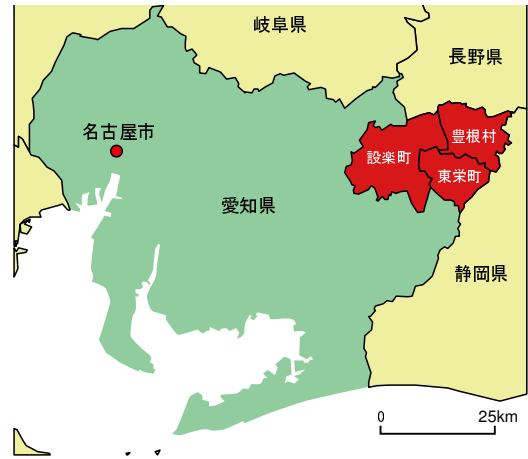 岐阜県
長野県
名古屋市
豊根村
設楽町
東栄町
愛知県
静岡県
0 25km